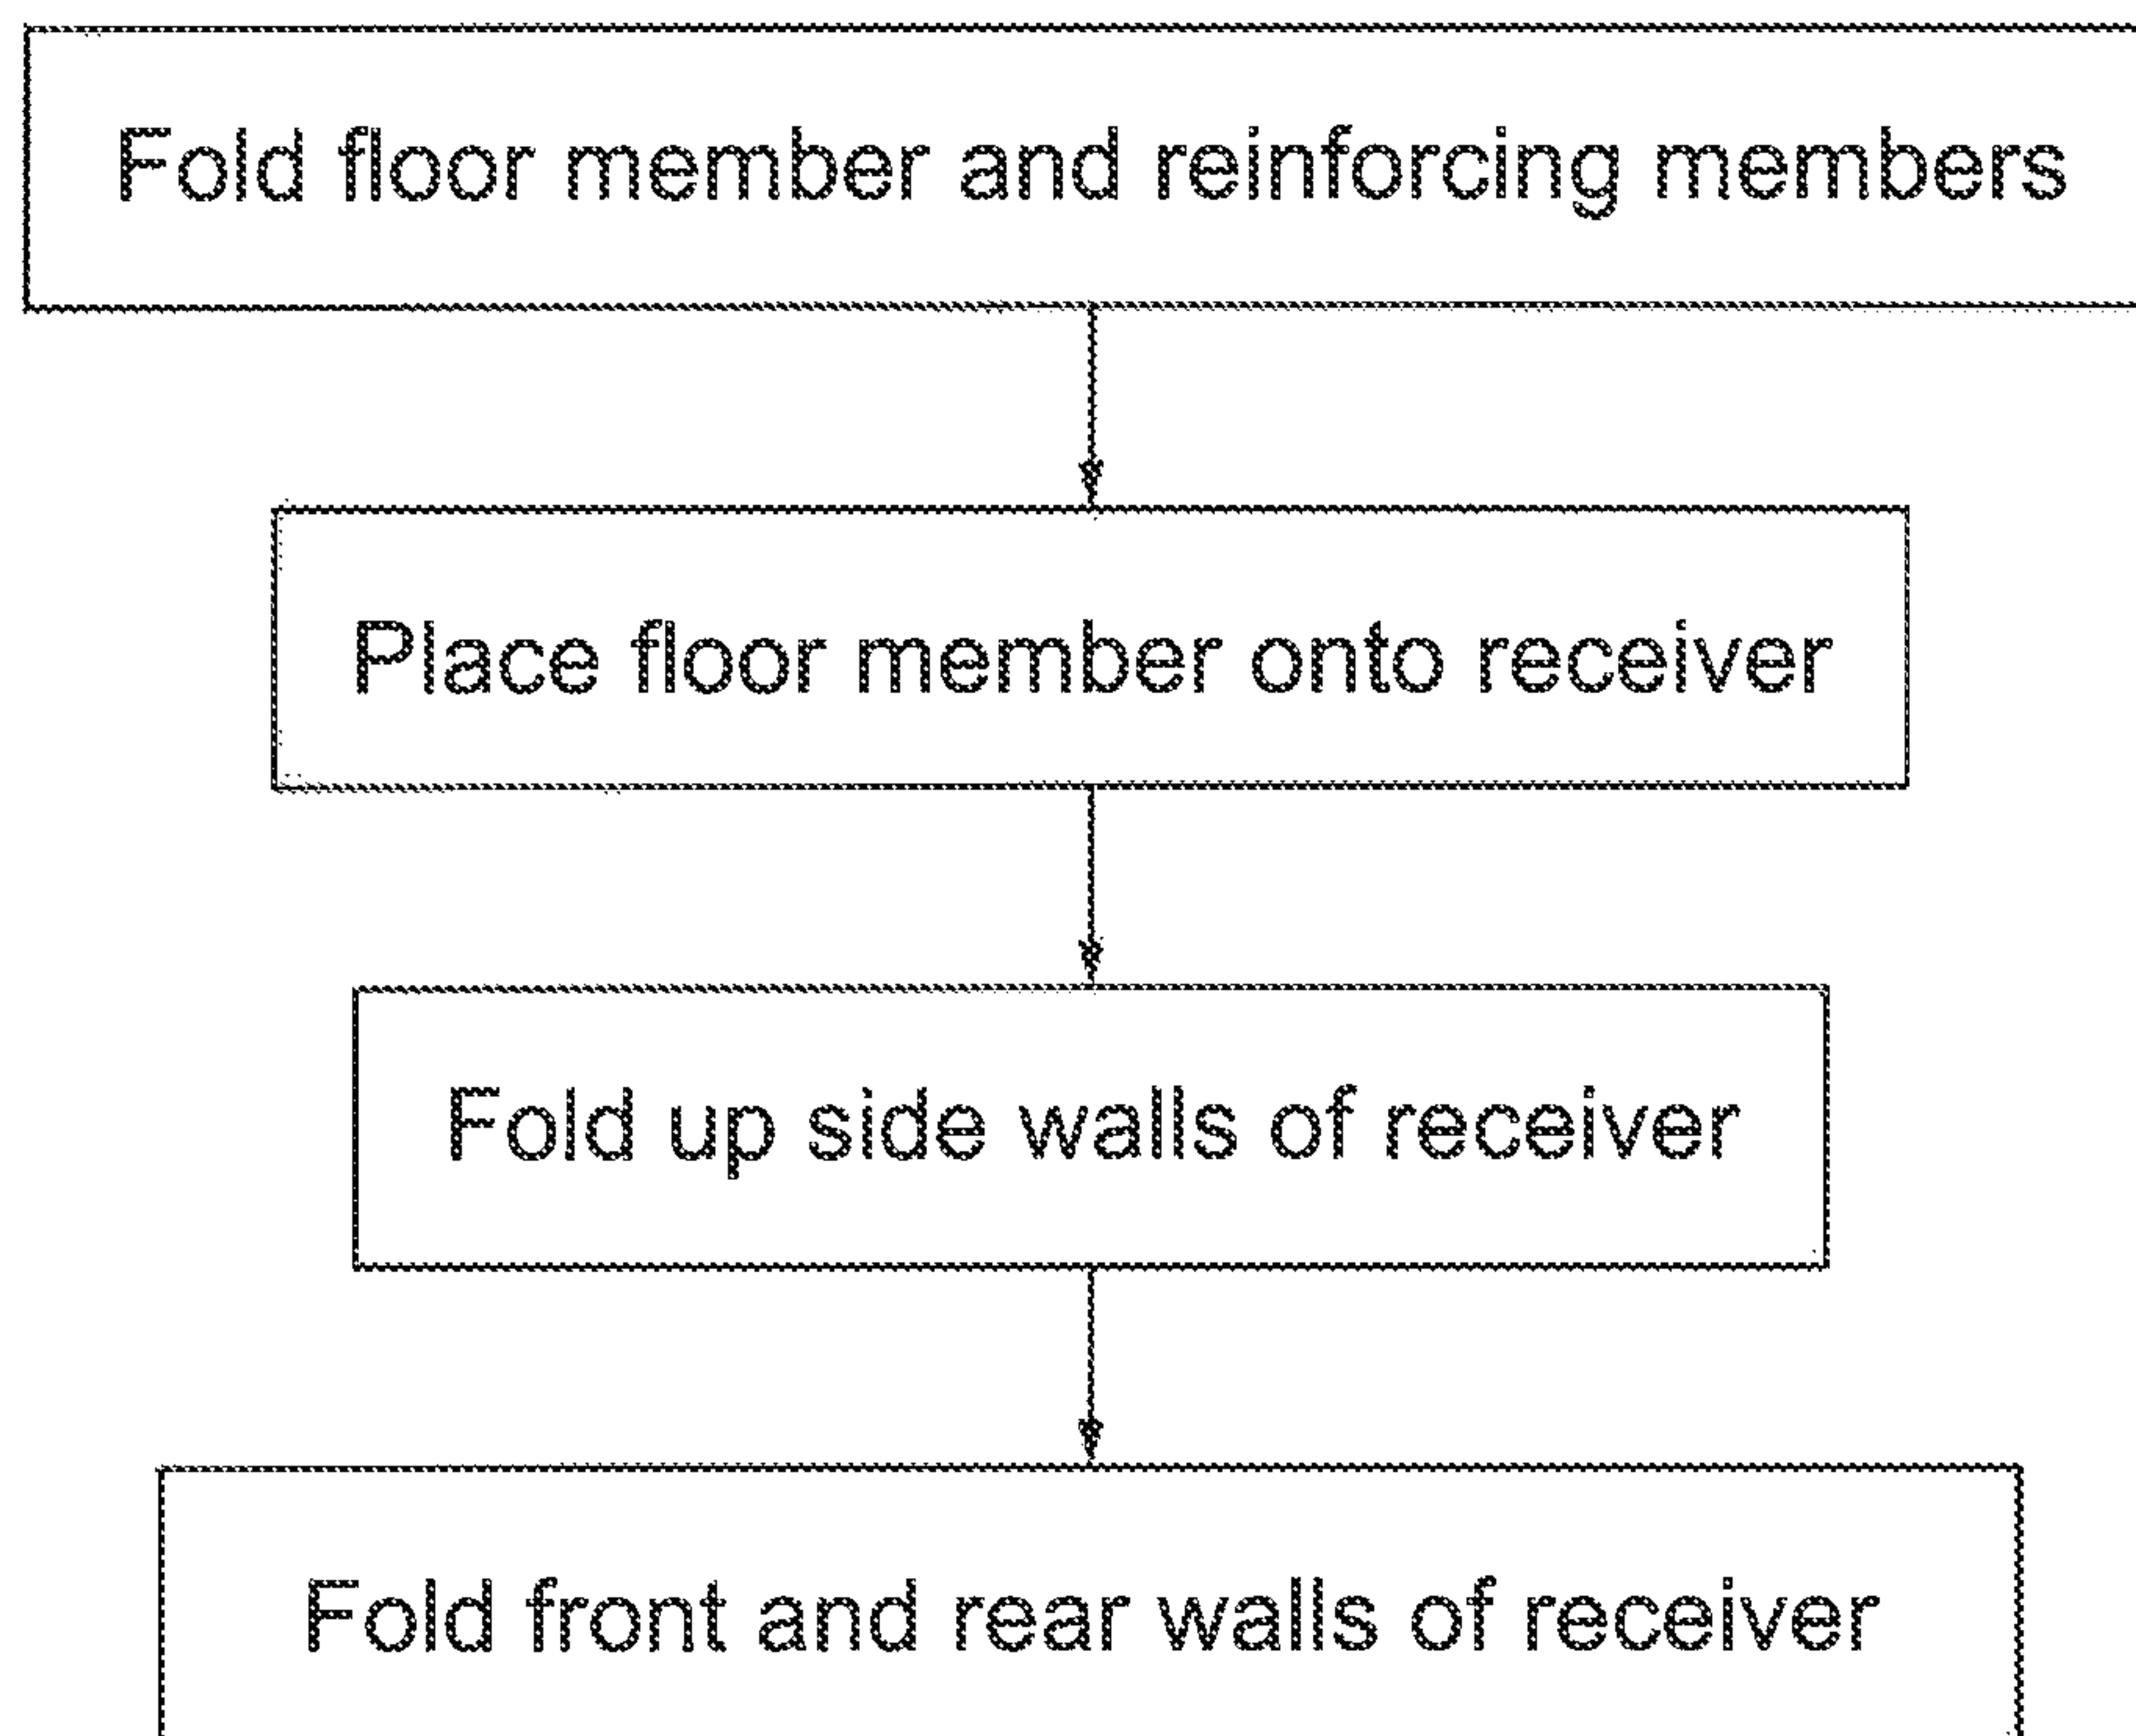 Fold floor member and reinforcing members
Place floor member onto receiver
Fold up side walls of receiver
Fold front and rear walls of receiver